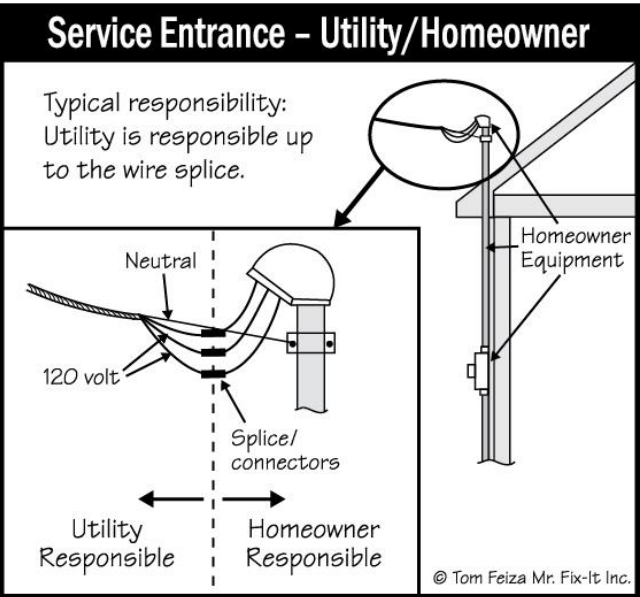 Service Entrance – Utility/Homeowner
Typical responsibility:
Utility is responsible up
to the wire splice.
Homeowner
Equipment
Neutral
120 volt
Splice/
connectors
Utility
Responsible
Homeowner
Responsible
© Tom Feiza Mr. Fix-It Inc.